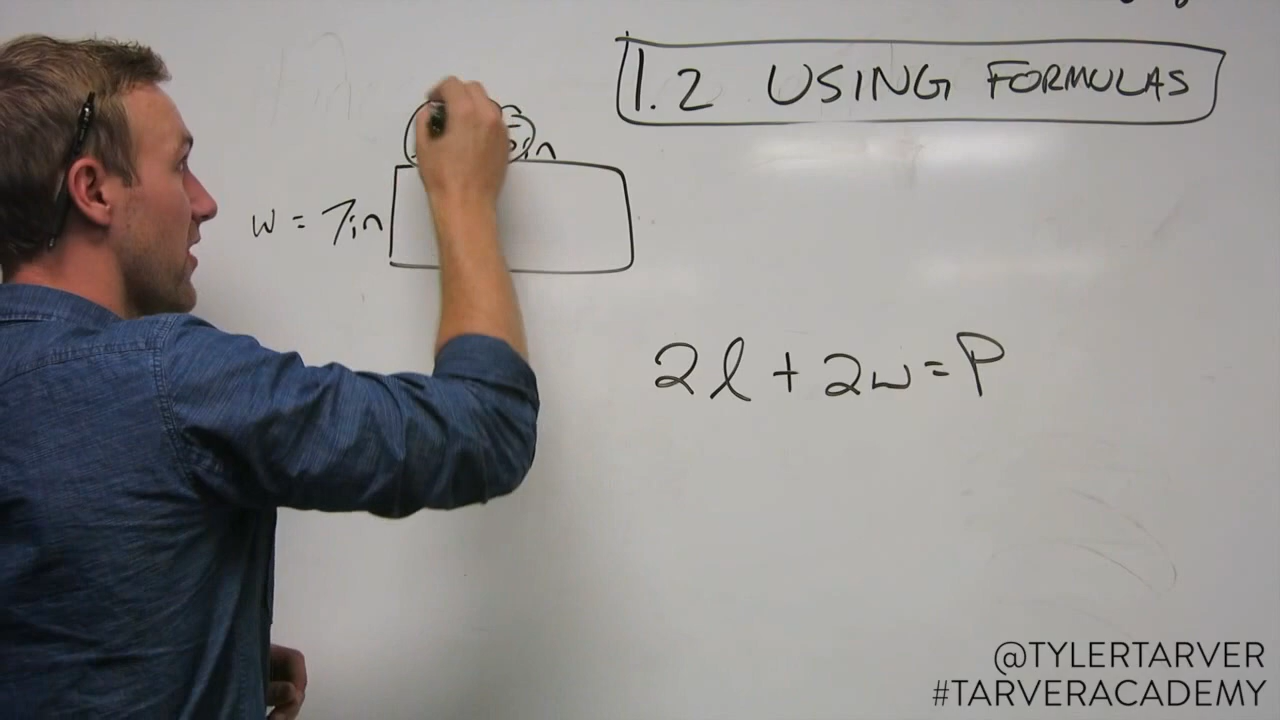 1.2 USING FORMULAS
w = 7in
2l + 2w = P
@TYLERTARVER
#TARVERACADEMY